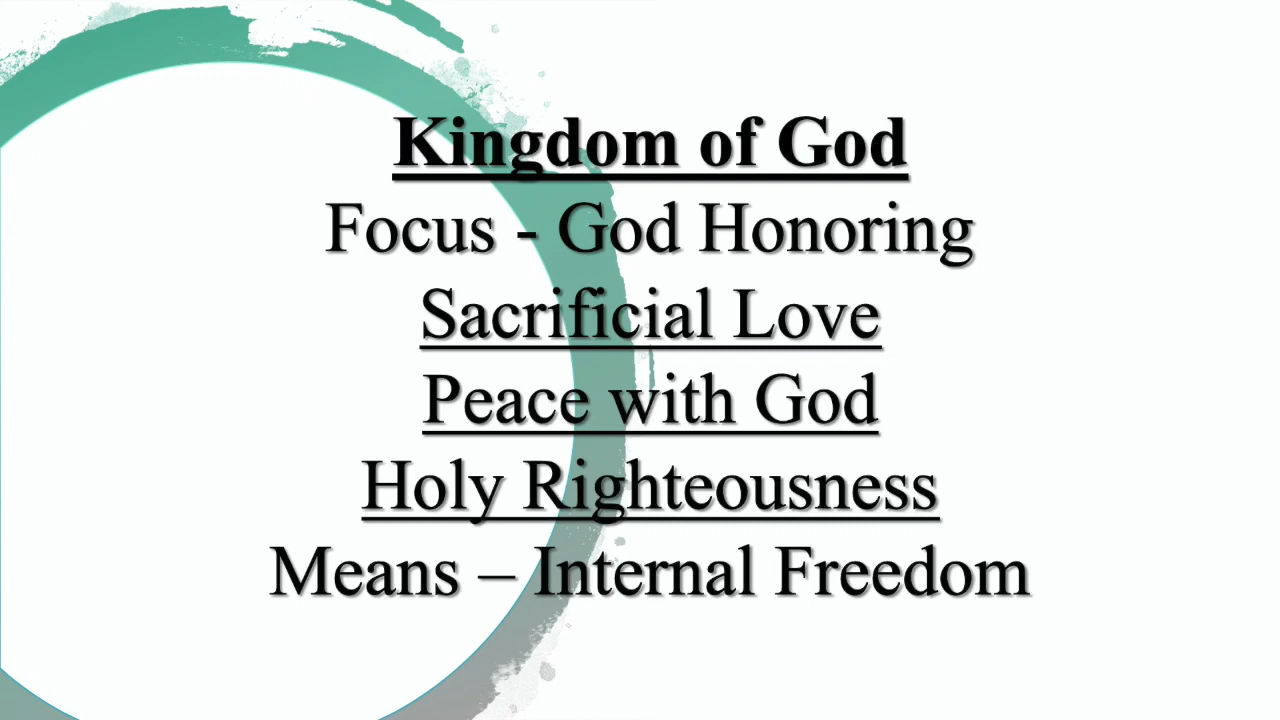 Kingdom of God
Focus - God Honoring
Sacrificial Love
Peace with God
Holy Righteousness
Means – Internal Freedom